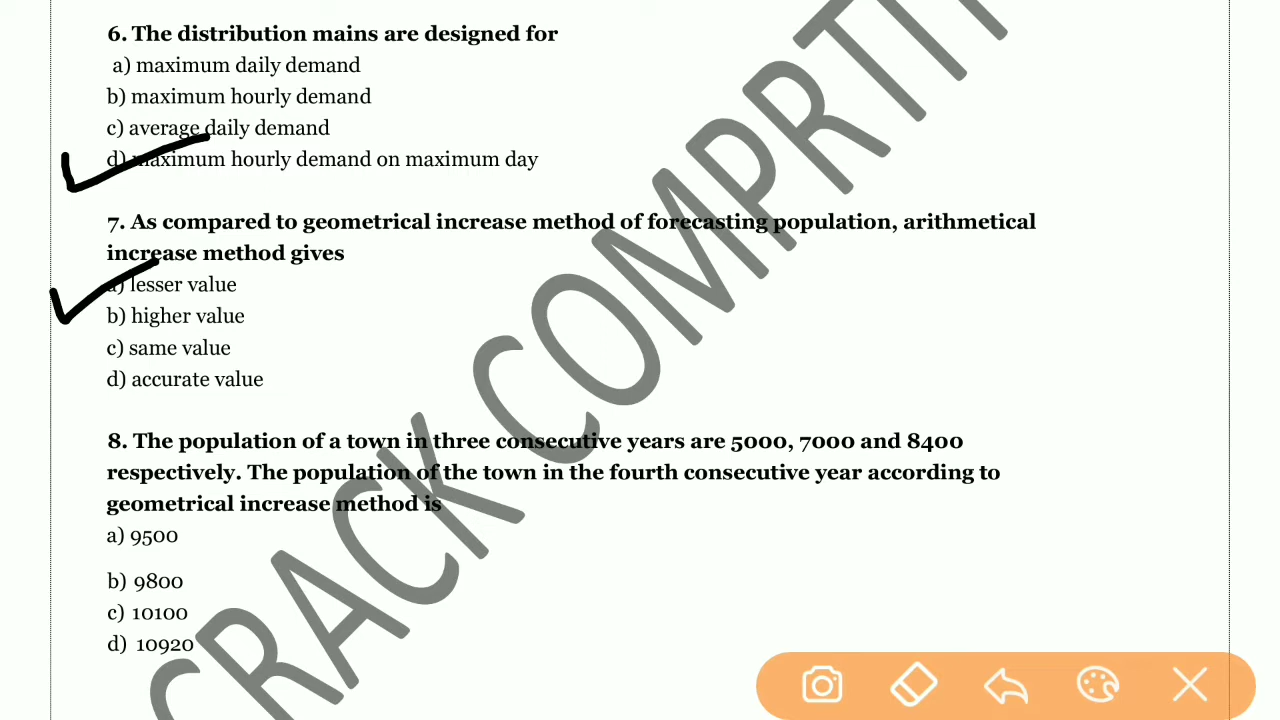 6. The distribution mains are designed for
a) maximum daily demand
b) maximum hourly demand
c) average daily demand
d) maximum hourly demand on maximum day
7. As compared to geometrical increase method of forecasting population, arithmetical
increase method gives
a) lesser value
b) higher value
c) same value
d) accurate value
8. The population of a town in three consecutive years are 5000, 7000 and 8400
respectively. The population of the town in the fourth consecutive year according to
geometrical increase method is
a) 9500
b) 9800
c) 10100
d) 10920
CRACK COMPRTIT